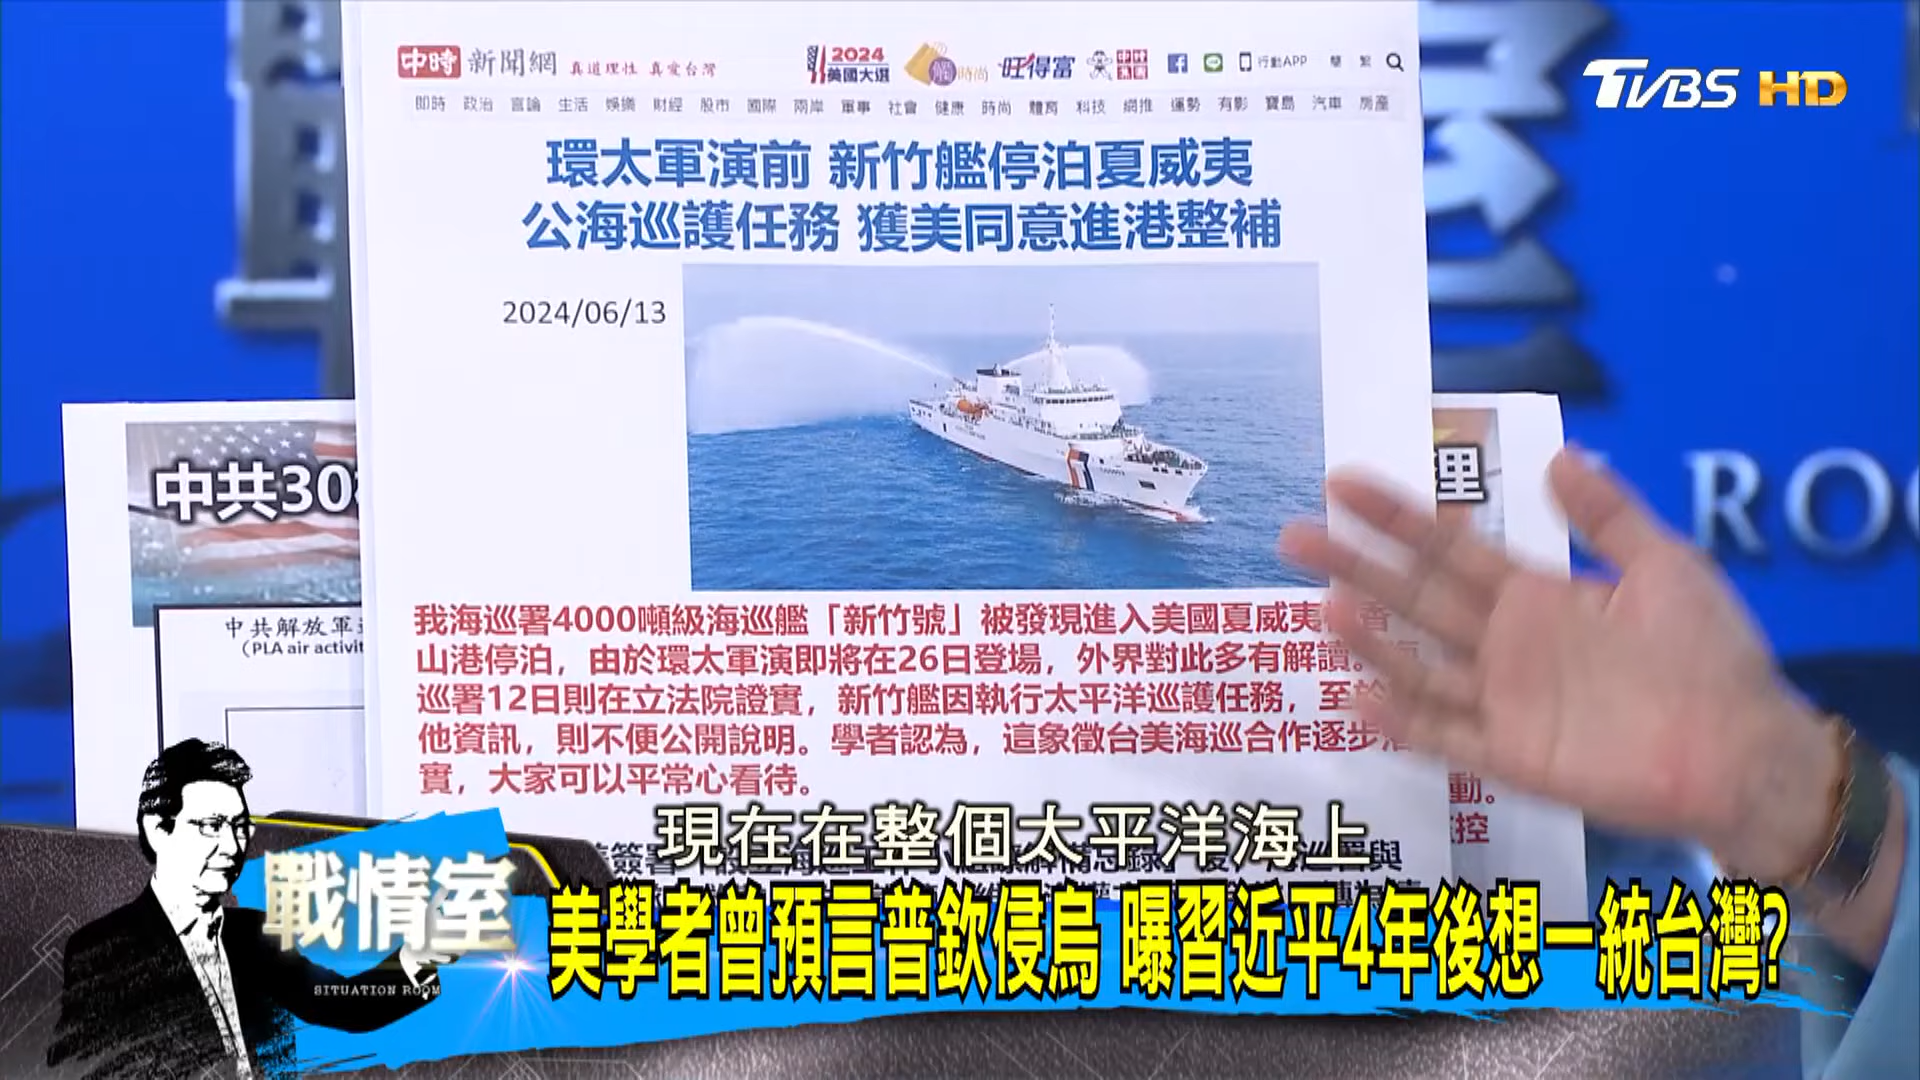 中時 新聞網 真道理性 真愛台灣
2024
美國大選
時尚
旺得富
行動APP 簡 繁
TVBS HD
即時 政治 言論 生活 娛樂 財經 股市 國際 兩岸 軍事 社會 健康 時尚 體育 科技 網推 運勢 有影 寶島 汽車 房產
環太軍演前 新竹艦停泊夏威夷
公海巡護任務 獲美同意進港整補
2024/06/13
中共30
理
ROO
中共解放軍
(PLA air activit
我海巡署4000噸級海巡艦「新竹號」被發現進入美國夏威夷
山港停泊，由於環太軍演即將在26日登場，外界對此多有解讀。
巡署12日則在立法院證實，新竹艦因執行太平洋巡護任務，至於
他資訊，則不便公開說明。學者認為，這象徵台美海巡合作逐步
實，大家可以平常心看待。
動。
控
現在在整個太平洋海上
戰情室
SITUATION ROOM
美學者曾預言普欽侵烏 曝習近平4年後想一統台灣?